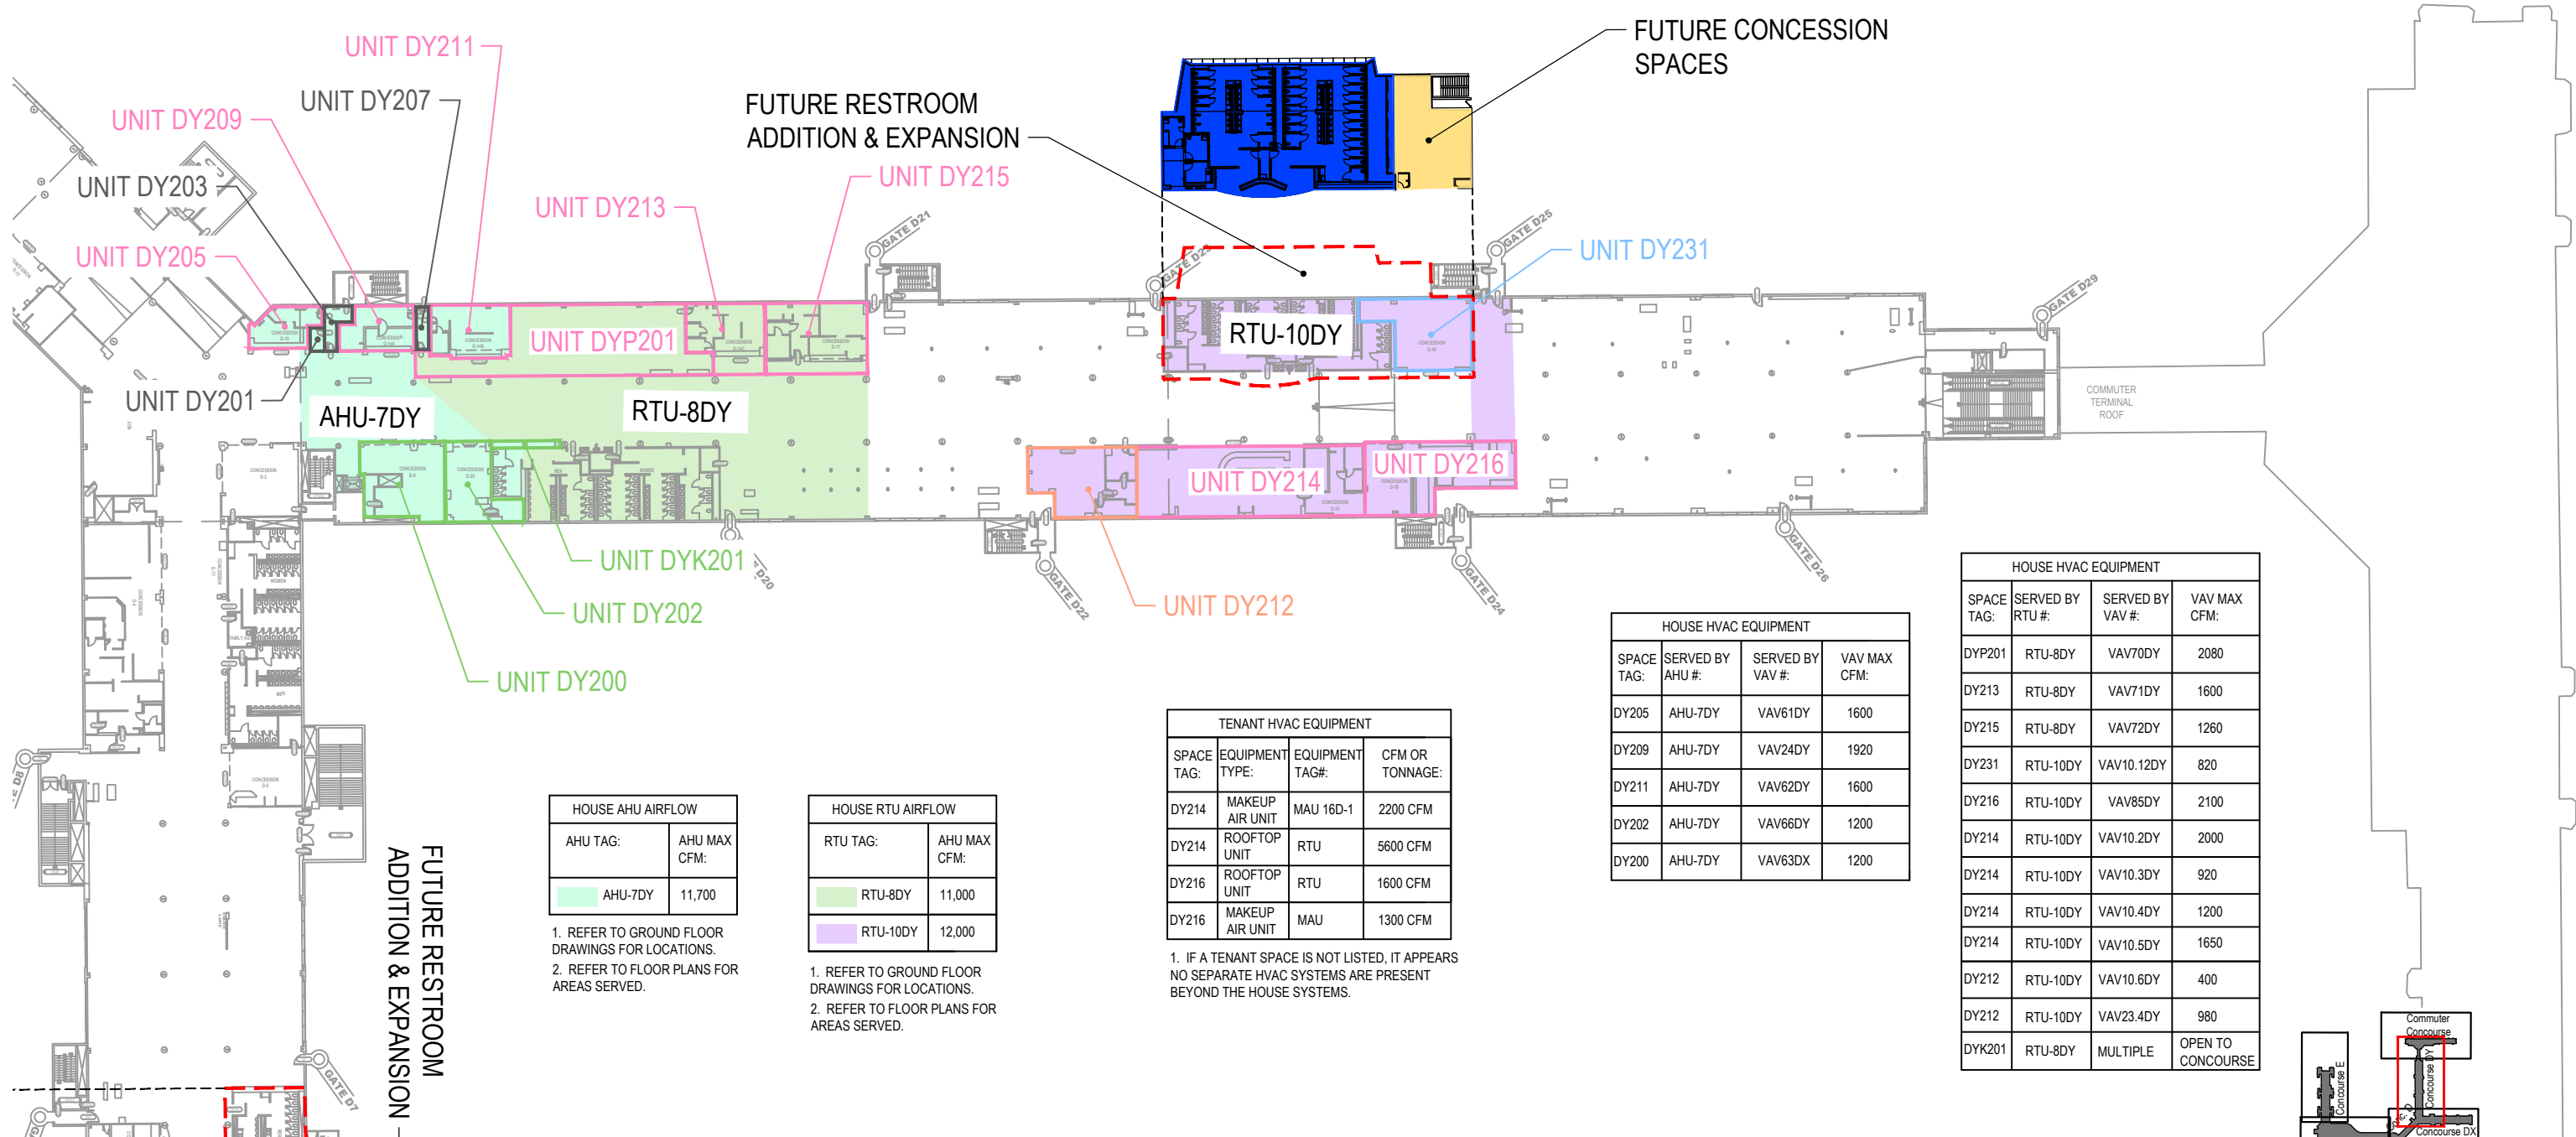 UNIT DY211
UNIT DY207
UNIT DY209
UNIT DY203
UNIT DY205
UNIT DY201
UNIT DY213
UNIT DY215
FUTURE RESTROOM
ADDITION & EXPANSION
FUTURE CONCESSION
SPACES
UNIT DY231
GATE D21
GATE D23
GATE D25
GATE D29
UNIT DYP201
RTU-10DY
AHU-7DY
RTU-8DY
UNIT DY214
UNIT DY216
COMMUTER
TERMINAL
ROOF
UNIT DYK201
UNIT DY202
UNIT DY200
UNIT DY212
D20
GATE D22
GATE D24
GATE D26
CONCESSION
WOMEN
MEN
D8
GATE D7
FUTURE RESTROOM
ADDITION & EXPANSION
HOUSE AHU AIRFLOW
AHU TAG: AHU MAX CFM:
AHU-7DY 11,700
1. REFER TO GROUND FLOOR
DRAWINGS FOR LOCATIONS.
2. REFER TO FLOOR PLANS FOR
AREAS SERVED.
HOUSE RTU AIRFLOW
RTU TAG: AHU MAX CFM:
RTU-8DY 11,000
RTU-10DY 12,000
1. REFER TO GROUND FLOOR
DRAWINGS FOR LOCATIONS.
2. REFER TO FLOOR PLANS FOR
AREAS SERVED.
TENANT HVAC EQUIPMENT
SPACE TAG: EQUIPMENT TYPE: EQUIPMENT TAG#: CFM OR TONNAGE:
DY214 MAKEUP AIR UNIT MAU 16D-1 2200 CFM
DY214 ROOFTOP UNIT RTU 5600 CFM
DY216 ROOFTOP UNIT RTU 1600 CFM
DY216 MAKEUP AIR UNIT MAU 1300 CFM
1. IF A TENANT SPACE IS NOT LISTED, IT APPEARS
NO SEPARATE HVAC SYSTEMS ARE PRESENT
BEYOND THE HOUSE SYSTEMS.
HOUSE HVAC EQUIPMENT
SPACE TAG: SERVED BY AHU #: SERVED BY VAV #: VAV MAX CFM:
DY205 AHU-7DY VAV61DY 1600
DY209 AHU-7DY VAV24DY 1920
DY211 AHU-7DY VAV62DY 1600
DY202 AHU-7DY VAV66DY 1200
DY200 AHU-7DY VAV63DX 1200
HOUSE HVAC EQUIPMENT
SPACE TAG: SERVED BY RTU #: SERVED BY VAV #: VAV MAX CFM:
DYP201 RTU-8DY VAV70DY 2080
DY213 RTU-8DY VAV71DY 1600
DY215 RTU-8DY VAV72DY 1260
DY231 RTU-10DY VAV10.12DY 820
DY216 RTU-10DY VAV85DY 2100
DY214 RTU-10DY VAV10.2DY 2000
DY214 RTU-10DY VAV10.3DY 920
DY214 RTU-10DY VAV10.4DY 1200
DY214 RTU-10DY VAV10.5DY 1650
DY212 RTU-10DY VAV10.6DY 400
DY212 RTU-10DY VAV23.4DY 980
DYK201 RTU-8DY MULTIPLE OPEN TO CONCOURSE
Commuter
Concourse
Concourse E
Concourse DY
Concourse DX